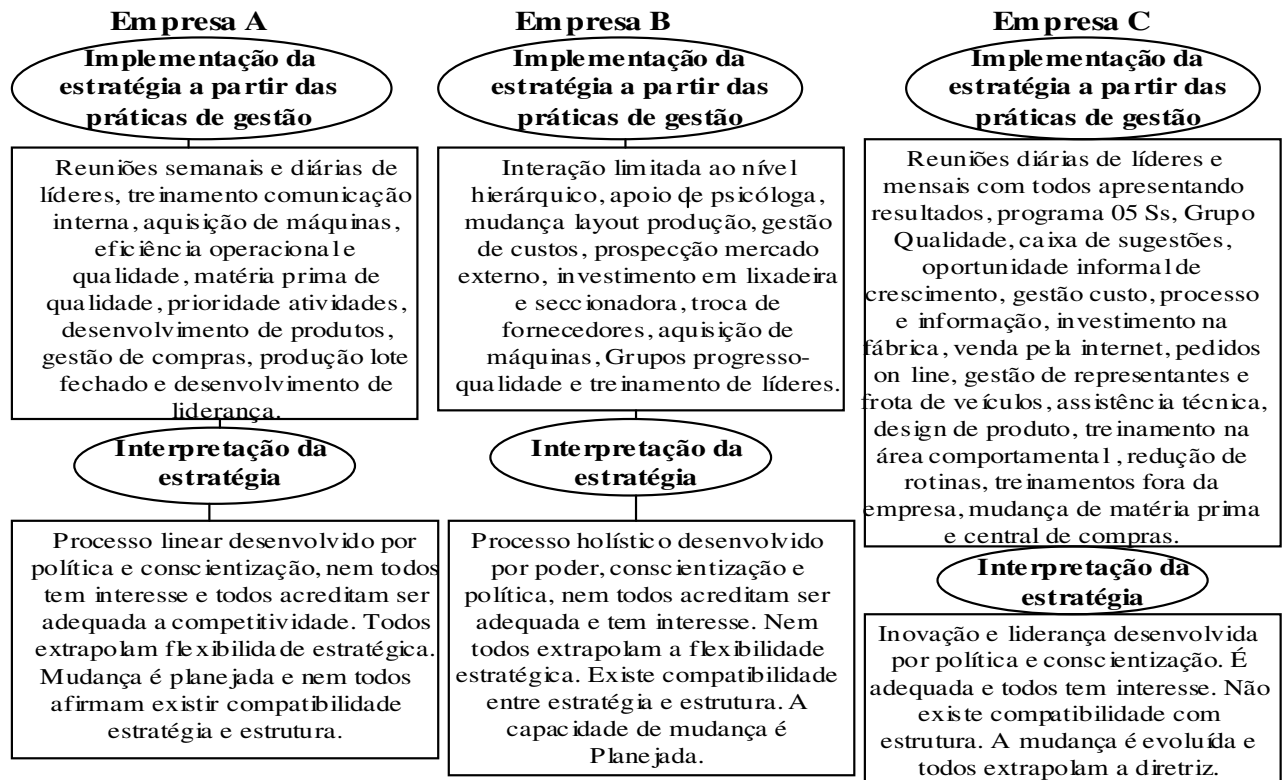 Empresa A
Implementação da
estratégia a partir das
práticas de gestão
Reuniões semanais e diárias de
líderes, treinamento comunicação
interna, aquisição de máquinas,
eficiência operacional e
qualidade, matéria prima de
qualidade, prioridade atividades,
desenvolvimento de produtos,
gestão de compras, produção lote
fechado e desenvolvimento de
liderança.
Interpretação da
estratégia
Processo linear desenvolvido por
política e conscientização, nem todos
tem interesse e todos acreditam ser
adequada a competitividade. Todos
extrapolam flexibilidade estratégica.
Mudança é planejada e nem todos
afirmam existir compatibilidade
estratégia e estrutura.
Empresa B
Implementação da
estratégia a partir das
práticas de gestão
Interação limitada ao nível
hierárquico, apoio de psicóloga,
mudança layout produção, gestão
de custos, prospecção mercado
externo, investimento em lixadeira
e seccionadora, troca de
fornecedores, aquisição de
máquinas, Grupos progresso-
qualidade e treinamento de líderes.
Interpretação da
estratégia
Processo holístico desenvolvido
por poder, conscientização e
política, nem todos acreditam ser
adequada e tem interesse. Nem
todos extrapolam a flexibilidade
estratégica. Existe compatibilidade
entre estratégia e estrutura. A
capacidade de mudança é
Planejada.
Empresa C
Implementação da
estratégia a partir das
práticas de gestão
Reuniões diárias de líderes e
mensais com todos apresentando
resultados, programa 05 Ss, Grupo
Qualidade, caixa de sugestões,
oportunidade informal de
crescimento, gestão custo, processo
e informação, investimento na
fábrica, venda pela internet, pedidos
on line, gestão de representantes e
frota de veículos, assistência técnica,
design de produto, treinamento na
área comportamental , redução de
rotinas, treinamentos fora da
empresa, mudança de matéria prima
e central de compras.
Interpretação da
estratégia
Inovação e liderança desenvolvida
por política e conscientização. É
adequada e todos tem interesse. Não
existe compatibilidade com
estrutura. A mudança é evoluída e
todos extrapolam a diretriz.